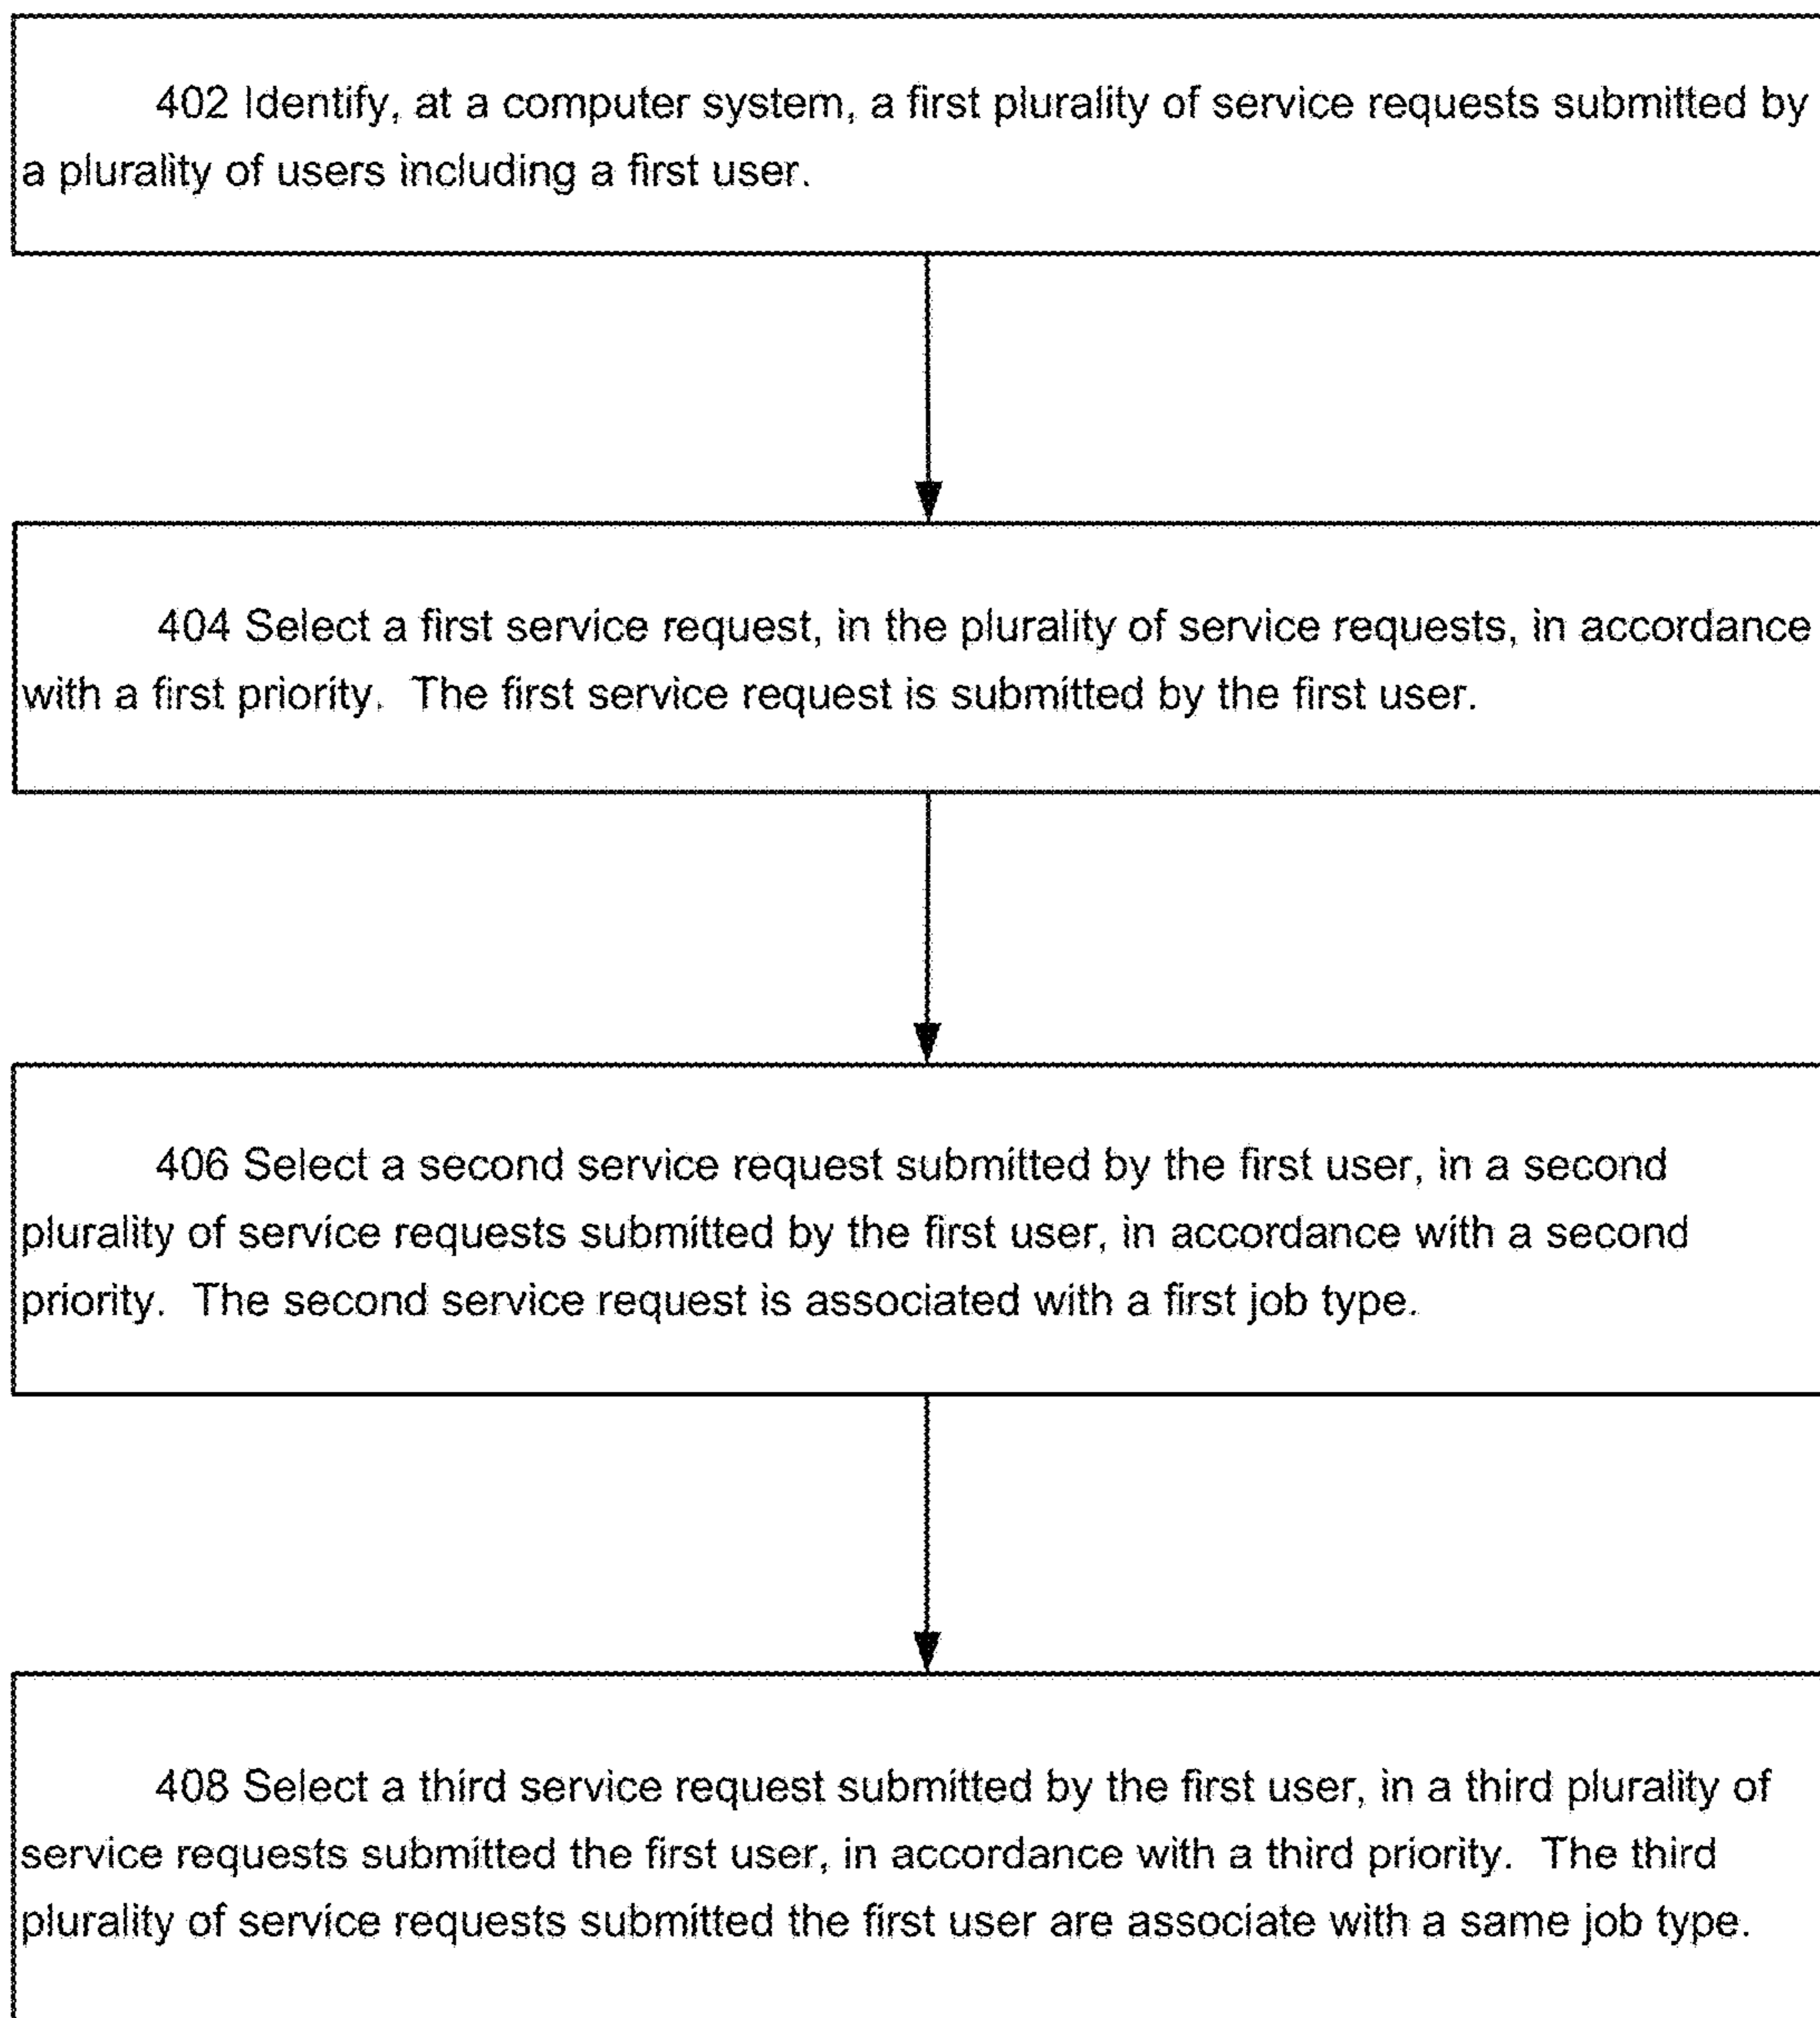 402 Identify, at a computer system, a first plurality of service requests submitted by
a plurality of users including a first user.
404 Select a first service request, in the plurality of service requests, in accordance
with a first priority. The first service request is submitted by the first user.
406 Select a second service request submitted by the first user, in a second
plurality of service requests submitted by the first user, in accordance with a second
priority. The second service request is associated with a first job type.
408 Select a third service request submitted by the first user, in a third plurality of
service requests submitted the first user, in accordance with a third priority. The third
plurality of service requests submitted the first user are associate with a same job type.